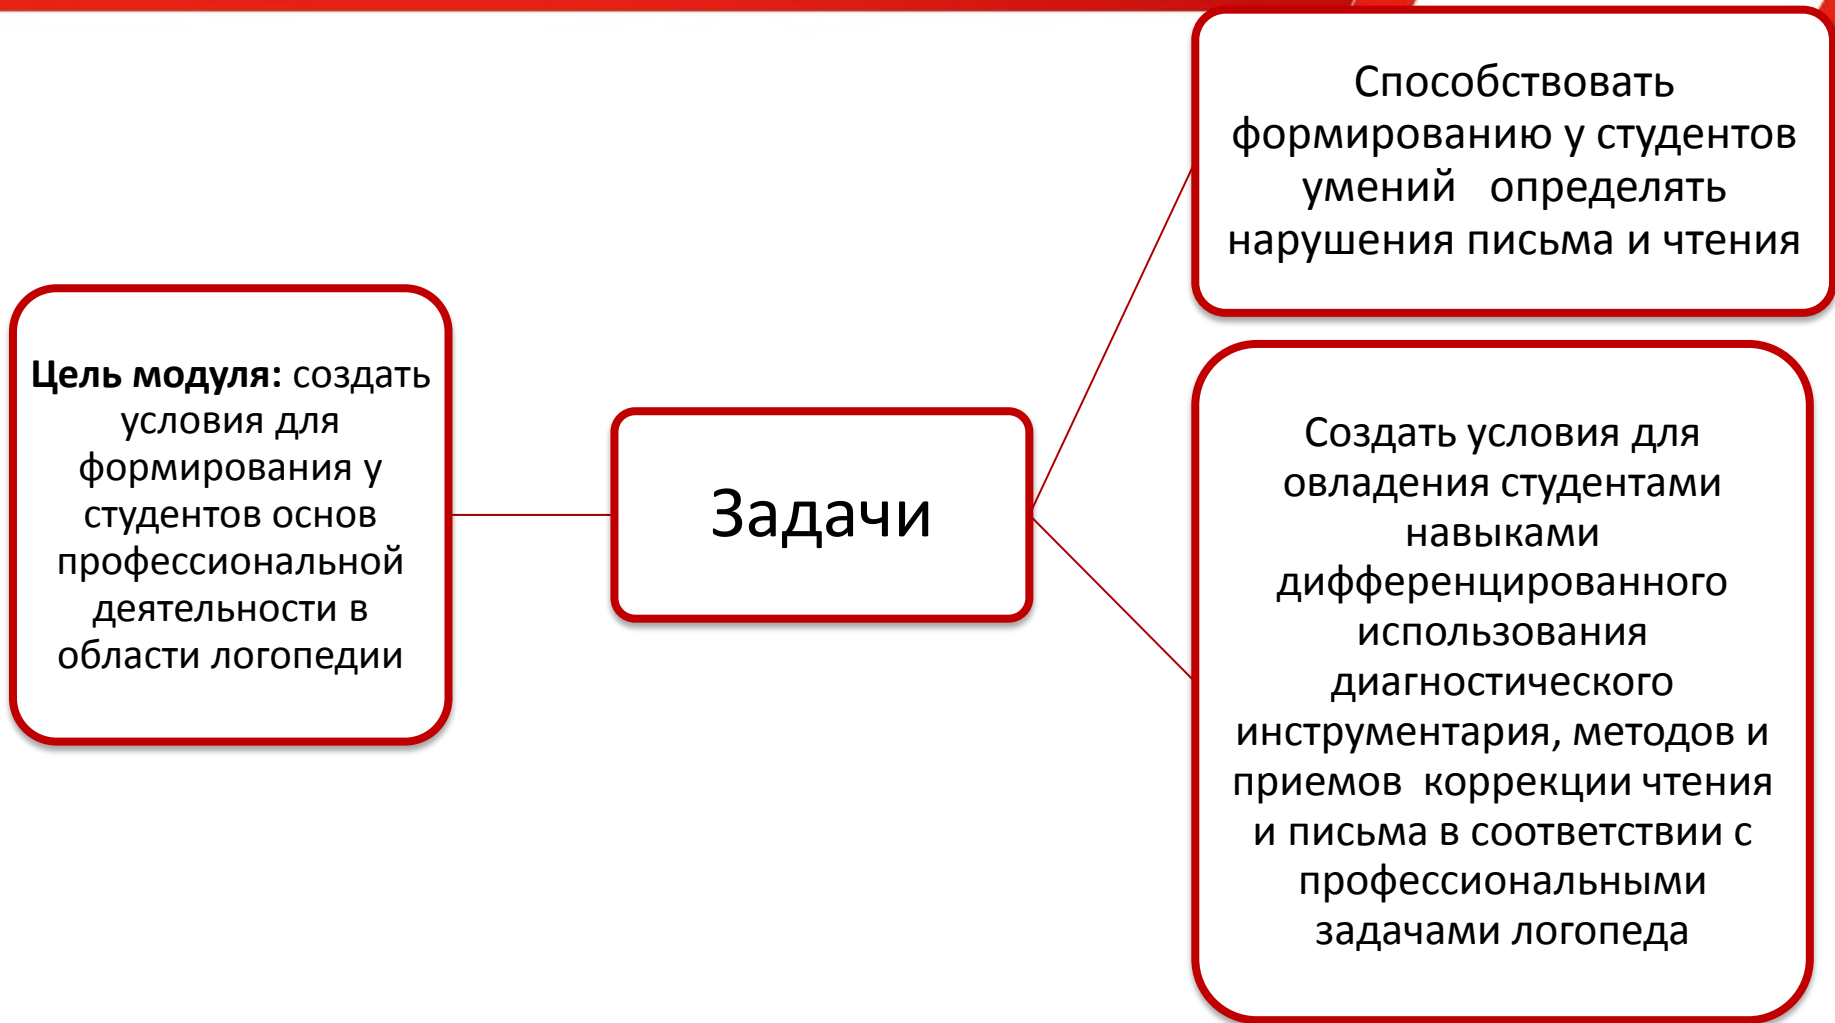 Цель модуля: создать
условия для
формирования у
студентов основ
профессиональной
деятельности в
области логопедии
Задачи
Способствовать
формированию у студентов
умений определять
нарушения письма и чтения
Создать условия для
овладения студентами
навыками
дифференцированного
использования
диагностического
инструментария, методов и
приемов коррекции чтения
и письма в соответствии с
профессиональными
задачами логопеда